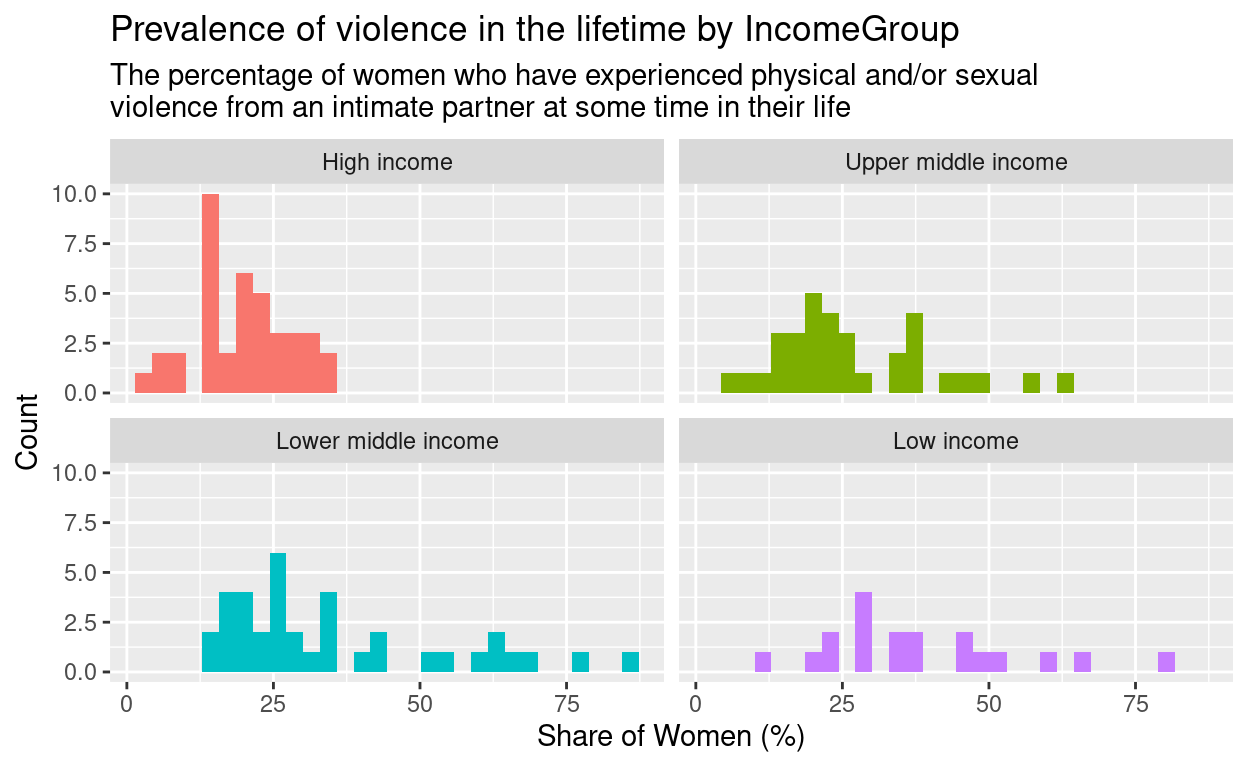 Prevalence of violence in the lifetime by IncomeGroup
The percentage of women who have experienced physical and/or sexual
violence from an intimate partner at some time in their life
High income
Upper middle income
10.0
7.5
5.0
2.5
0.0
Lower middle income
Low income
10.0
7.5
5.0
2.5
0.0
Count
0 25 50 75
0 25 50 75
Share of Women (%)